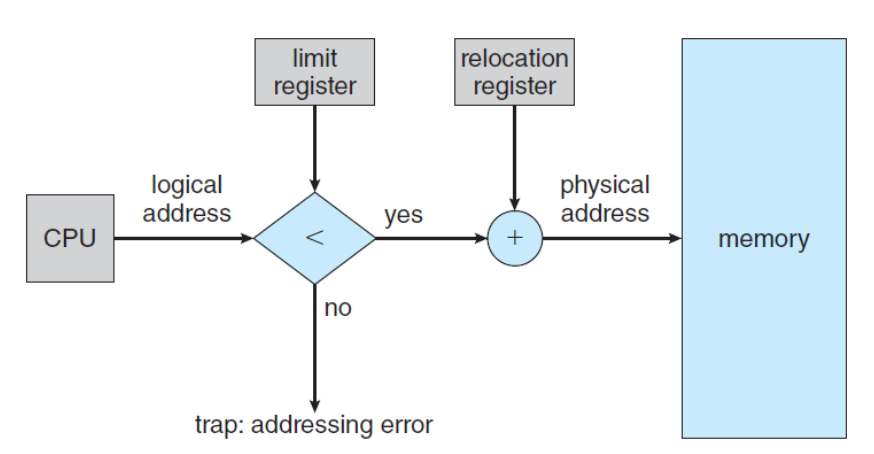 limit
register
relocation
register
logical
address
physical
address
CPU
<
yes
+
memory
no
trap: addressing error